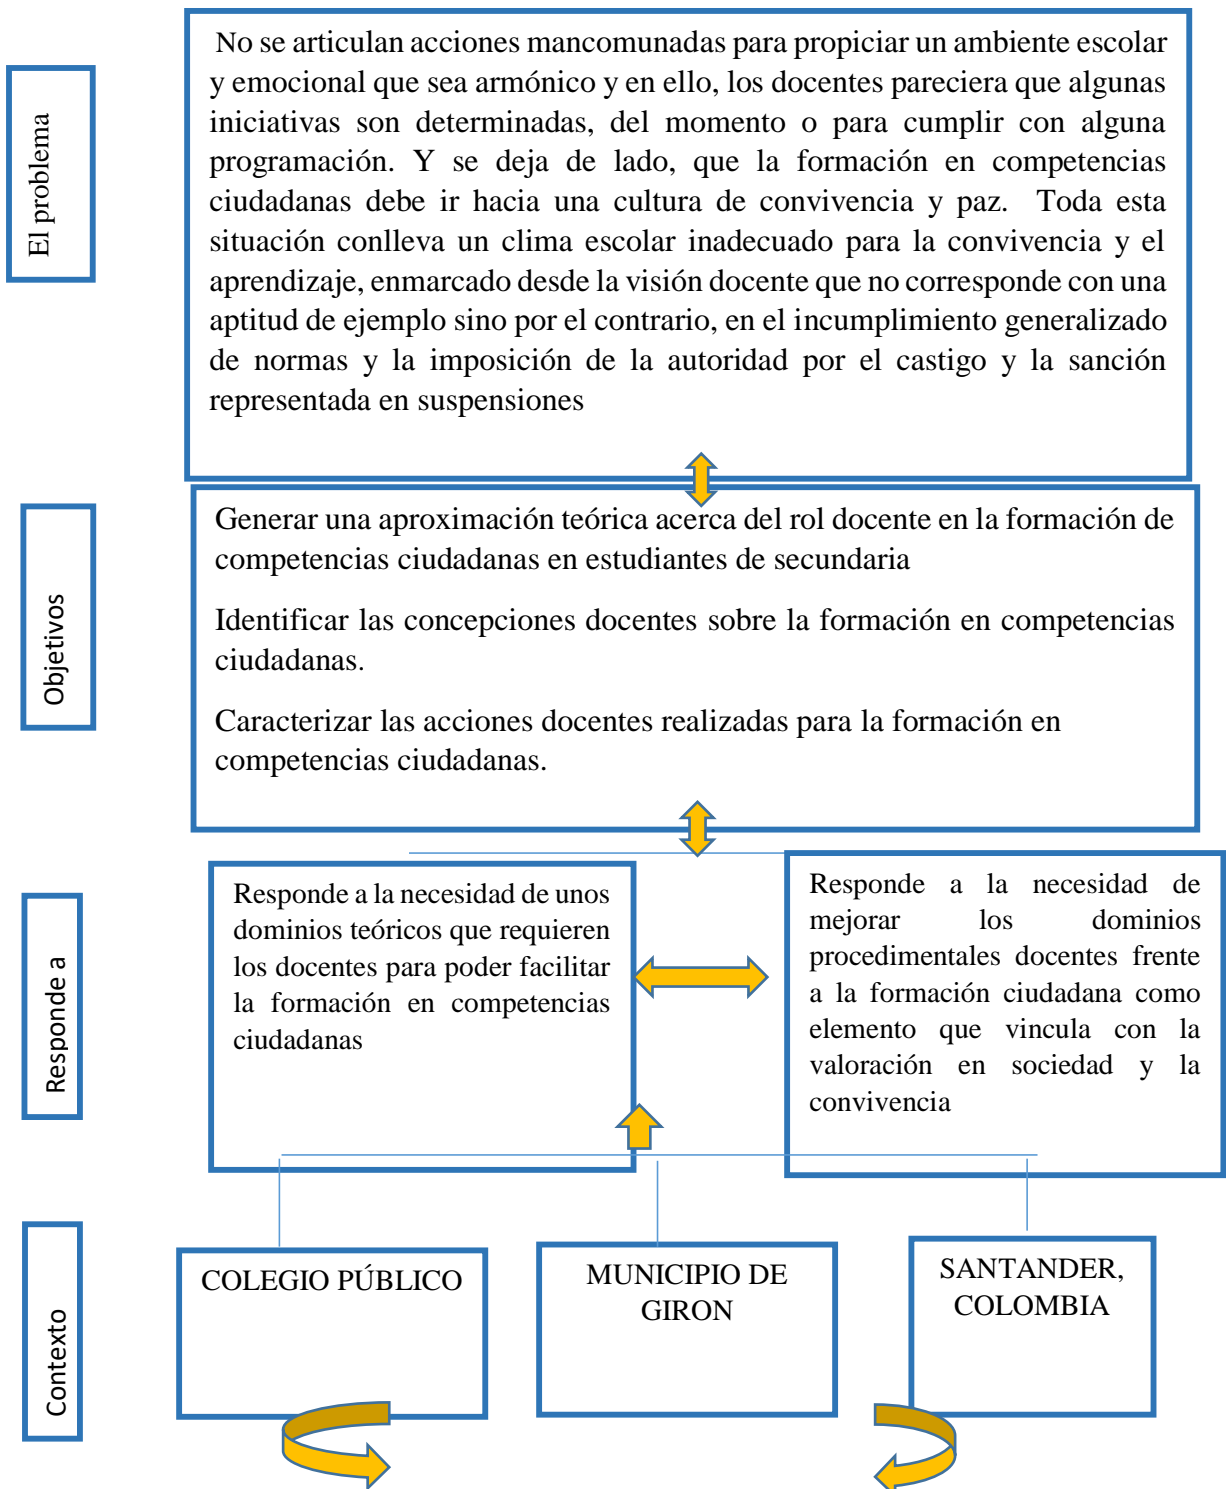 El problema
No se articulan acciones mancomunadas para propiciar un ambiente escolar
y emocional que sea armónico y en ello, los docentes pareciera que algunas
iniciativas son determinadas, del momento o para cumplir con alguna
programación. Y se deja de lado, que la formación en competencias
ciudadanas debe ir hacia una cultura de convivencia y paz. Toda esta
situación conlleva un clima escolar inadecuado para la convivencia y el
aprendizaje, enmarcado desde la visión docente que no corresponde con una
aptitud de ejemplo sino por el contrario, en el incumplimiento generalizado
de normas y la imposición de la autoridad por el castigo y la sanción
representada en suspensiones
Objetivos
Generar una aproximación teórica acerca del rol docente en la formación de
competencias ciudadanas en estudiantes de secundaria
Identificar las concepciones docentes sobre la formación en competencias
ciudadanas.
Caracterizar las acciones docentes realizadas para la formación en
competencias ciudadanas.
Responde a
Responde a la necesidad de unos
dominios teóricos que requieren
los docentes para poder facilitar
la formación en competencias
ciudadanas
Responde a la necesidad de
mejorar los dominios
procedimentales docentes frente
a la formación ciudadana como
elemento que vincula con la
valoración en sociedad y la
convivencia
Contexto
COLEGIO PÚBLICO
MUNICIPIO DE
GIRON
SANTANDER,
COLOMBIA